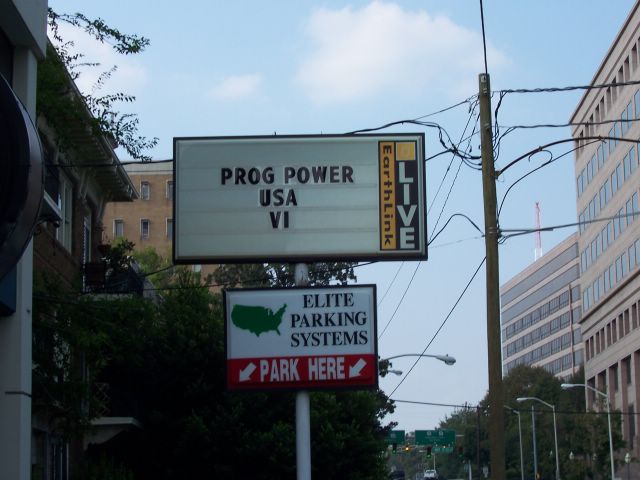 PROG POWER
USA
VI
EarthLink
LIVE
ELITE
PARKING
SYSTEMS
PARK HERE